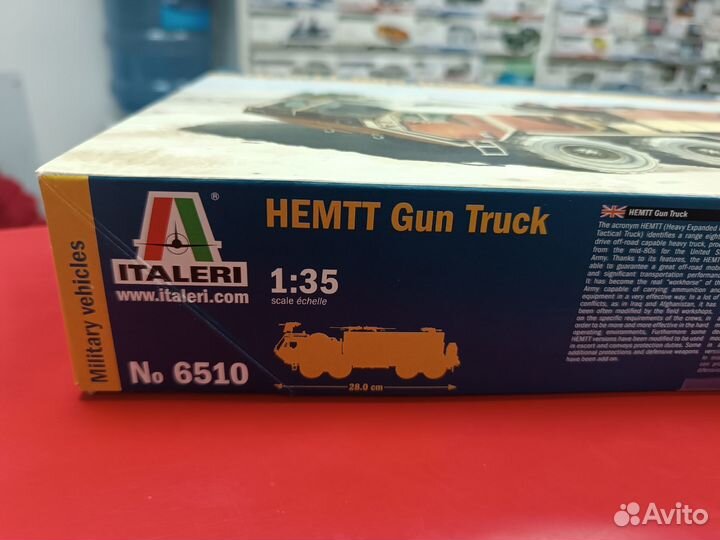 Military vehicles
ITALERI
®
www.italeri.com
No 6510
HEMTT Gun Truck
1:35
scale échelle
28.0 cm
HEMTT Gun Truck
The acronym HEMTT (Heavy Expanded
Tactical Truck) identifies a range eight
drive off-road capable heavy truck,
from the mid-80s for the United
Army. Thanks to its features, the HEMTT
able to guarantee a great off-road
and significant transportation
It has become the real "workhorse" of the
Army capable of carrying ammunition and
equipment in a very effective way. In a lot of
conflicts, as in Iraq and Afghanistan, it has
been often modified by the field workshops,
on the specific requirements of the crews, in
order to be more and more effective in the hard
operating environments. Furthermore some
HEMTT versions have been modified to be used
in escort and convoys protection duties. Some
additional protections and defensive weapons
have been add on.
Avito